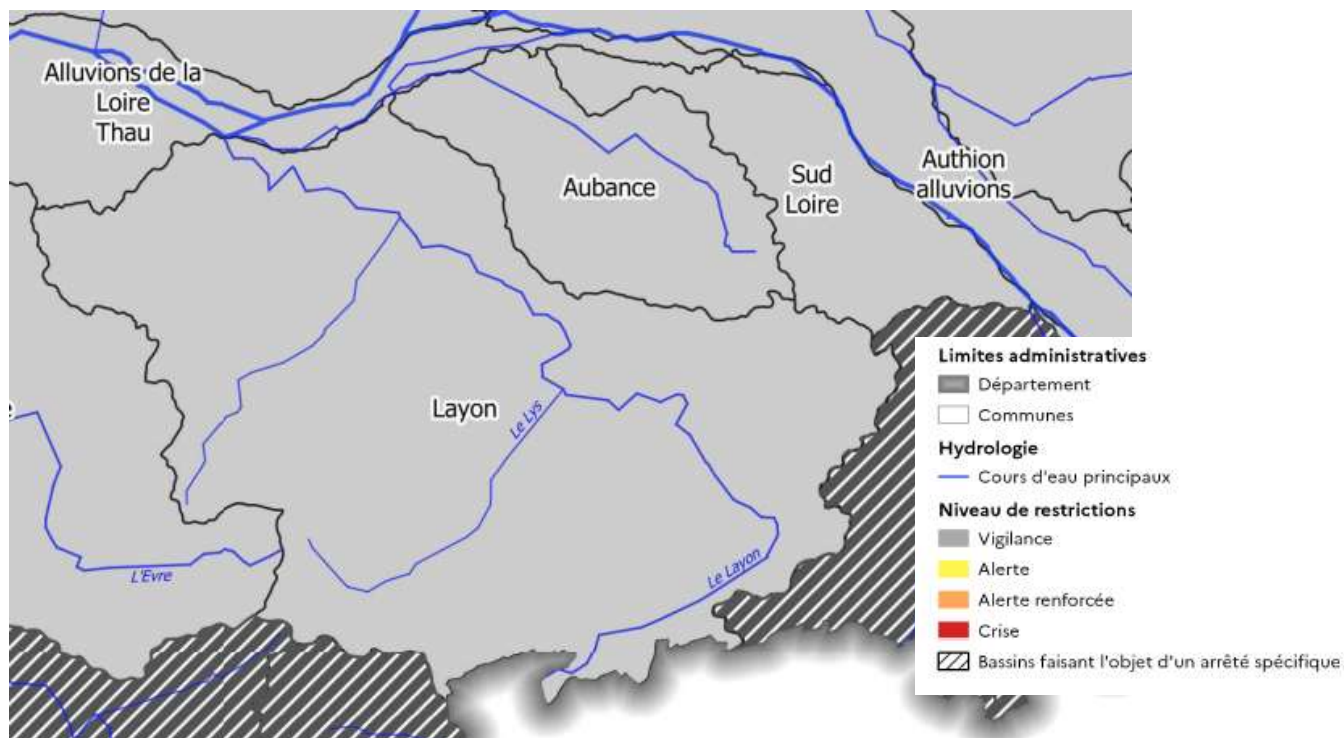 Alluvions de la
Loire
Thau
Aubance
Sud
Loire
Authion
alluvions
Layon
Le Lys
L'Evre
Le Layon
Limites administratives
Département
Communes
Hydrologie
Cours d'eau principaux
Niveau de restrictions
Vigilance
Alerte
Alerte renforcée
Crise
Bassins faisant l'objet d'un arrêté spécifique